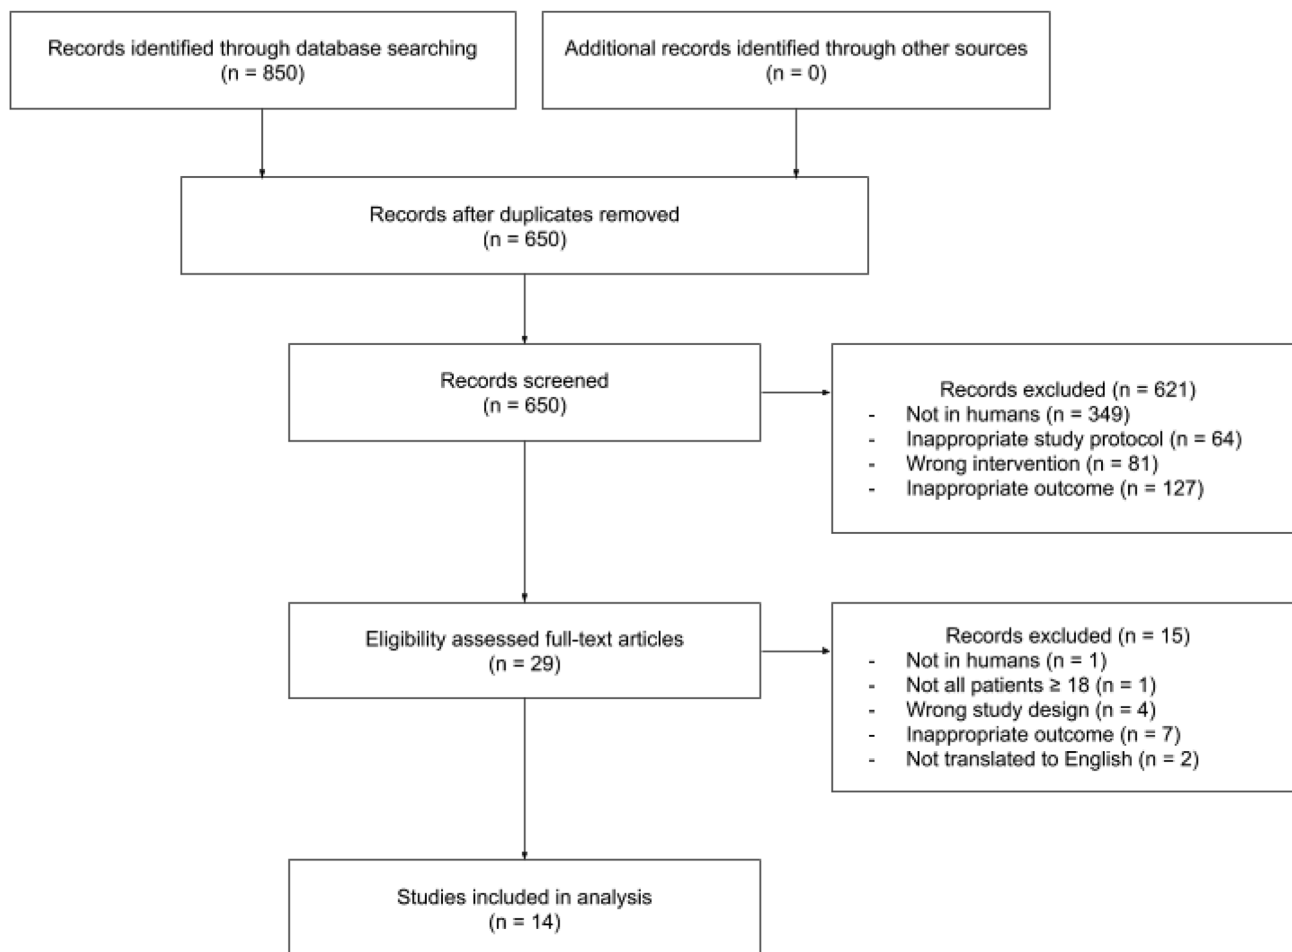 Records identified through database searching
(n = 850)
Additional records identified through other sources
(n = 0)
Records after duplicates removed
(n = 650)
Records screened
(n = 650)
Records excluded (n = 621)
- Not in humans (n = 349)
- Inappropriate study protocol (n = 64)
- Wrong intervention (n = 81)
- Inappropriate outcome (n = 127)
Eligibility assessed full-text articles
(n = 29)
Records excluded (n = 15)
- Not in humans (n = 1)
- Not all patients ≥ 18 (n = 1)
- Wrong study design (n = 4)
- Inappropriate outcome (n = 7)
- Not translated to English (n = 2)
Studies included in analysis
(n = 14)